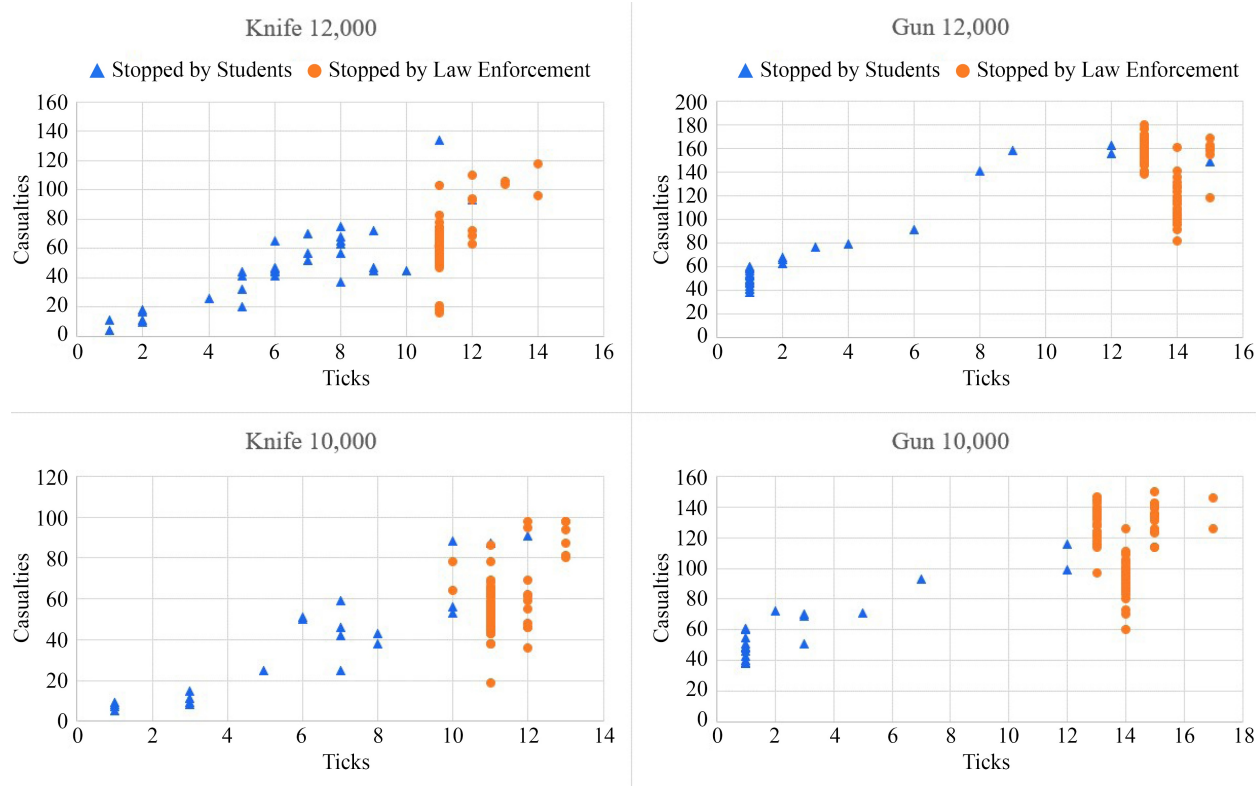 Knife 12,000
Stopped by Students Stopped by Law Enforcement
Casualties
160
140
120
100
80
60
40
20
0
0 2 4 6 8 10 12 14 16
Ticks
Gun 12,000
Stopped by Students Stopped by Law Enforcement
Casualties
200
180
160
140
120
100
80
60
40
20
0
0 2 4 6 8 10 12 14 16
Ticks
Knife 10,000
Casualties
120
100
80
60
40
20
0
0 2 4 6 8 10 12 14
Ticks
Gun 10,000
Casualties
160
140
120
100
80
60
40
20
0
0 2 4 6 8 10 12 14 16 18
Ticks